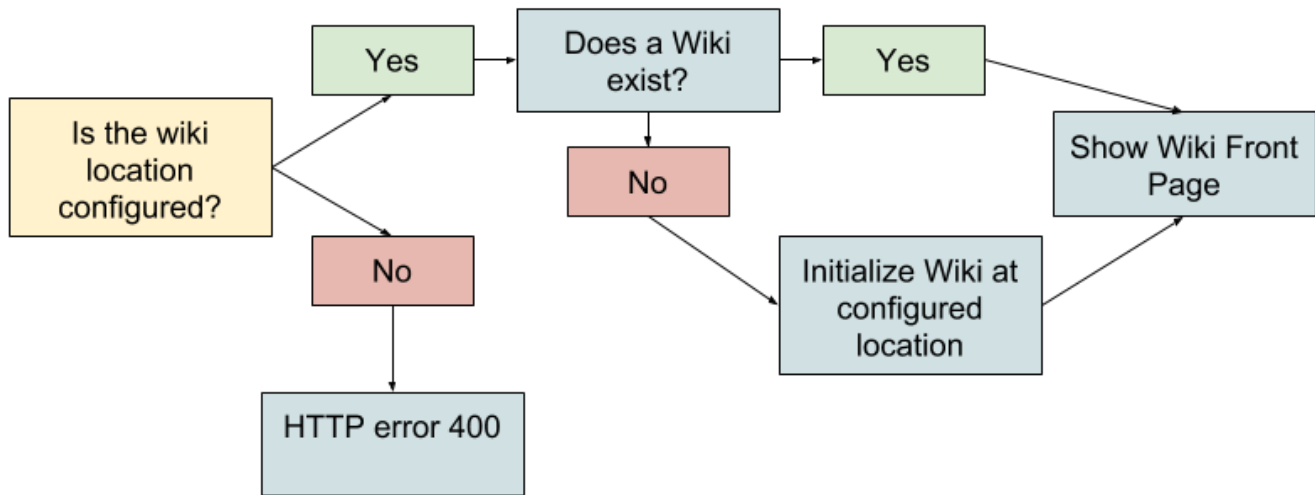 Yes
Does a Wiki
exist?
Yes
Is the wiki
location
configured?
No
Show Wiki Front
Page
No
Initialize Wiki at
configured
location
HTTP error 400